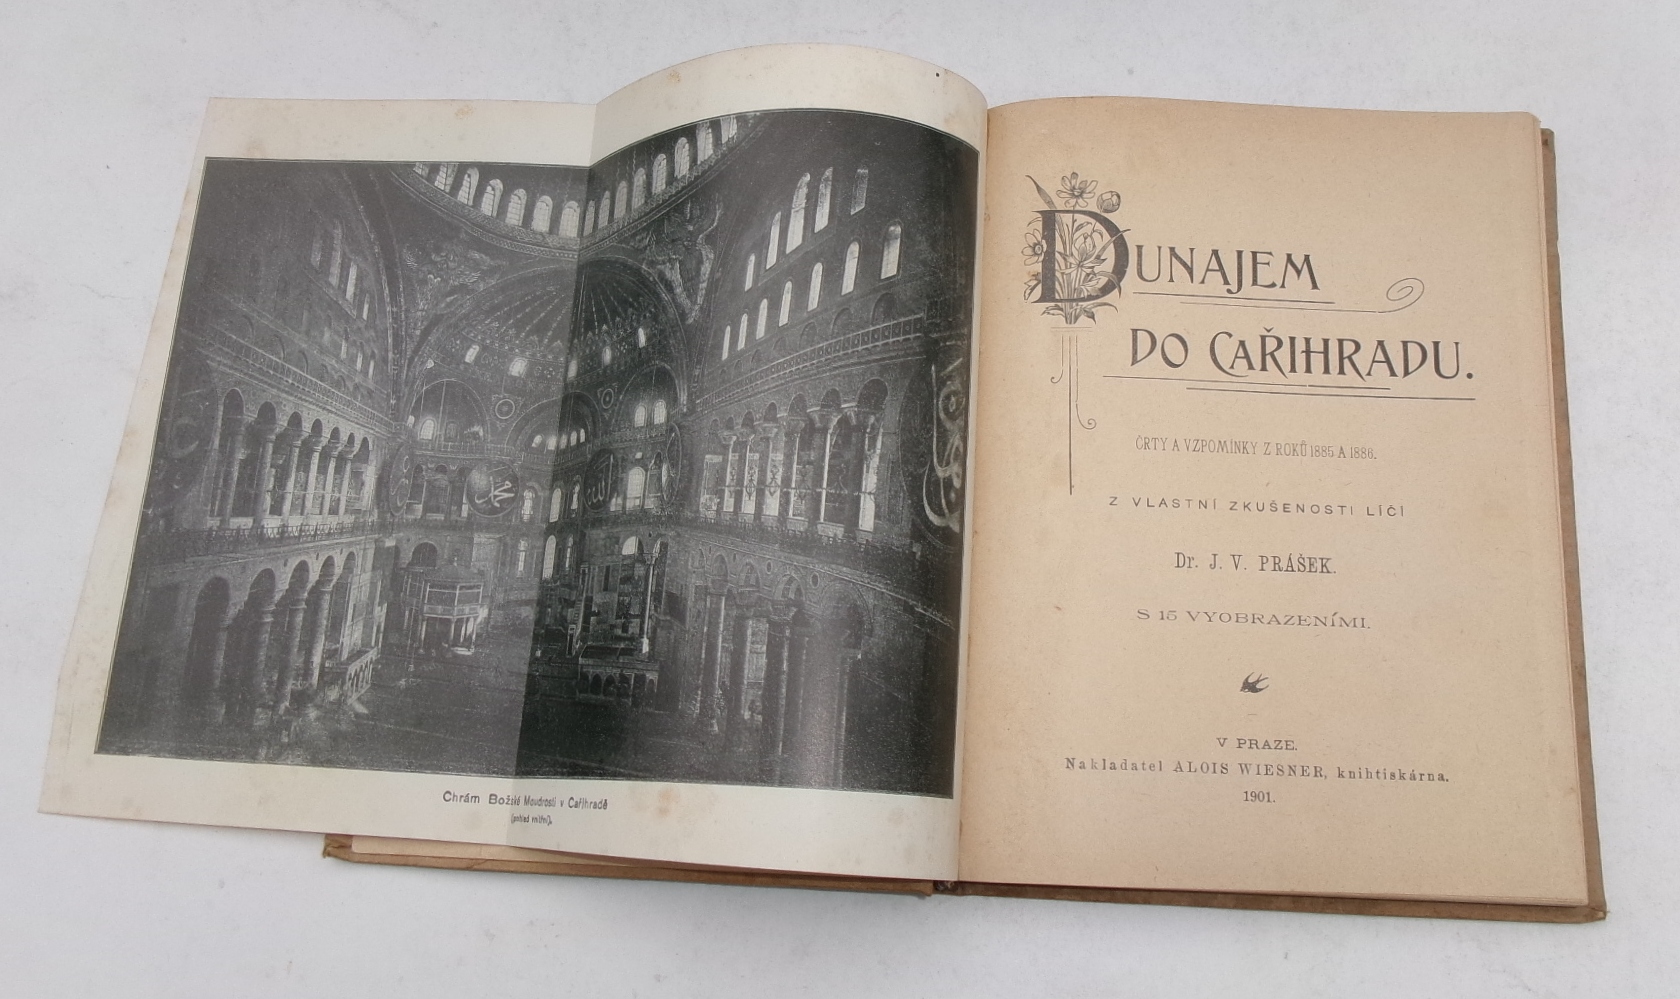 Chrám Božské Moudrosti v Cařihradě
(pohled vnitřní).
DUNAJEM
DO CAŘIHRADU.
ČRTY A VZPOMÍNKY Z ROKŮ 1885 A 1886.
Z VLASTNÍ ZKUŠENOSTI LÍČÍ
Dr. J. V. PRÁŠEK.
S 15 VYOBRAZENÍMI.
V PRAZE.
Nakladatel ALOIS WIESNER, knihtiskárna.
1901.